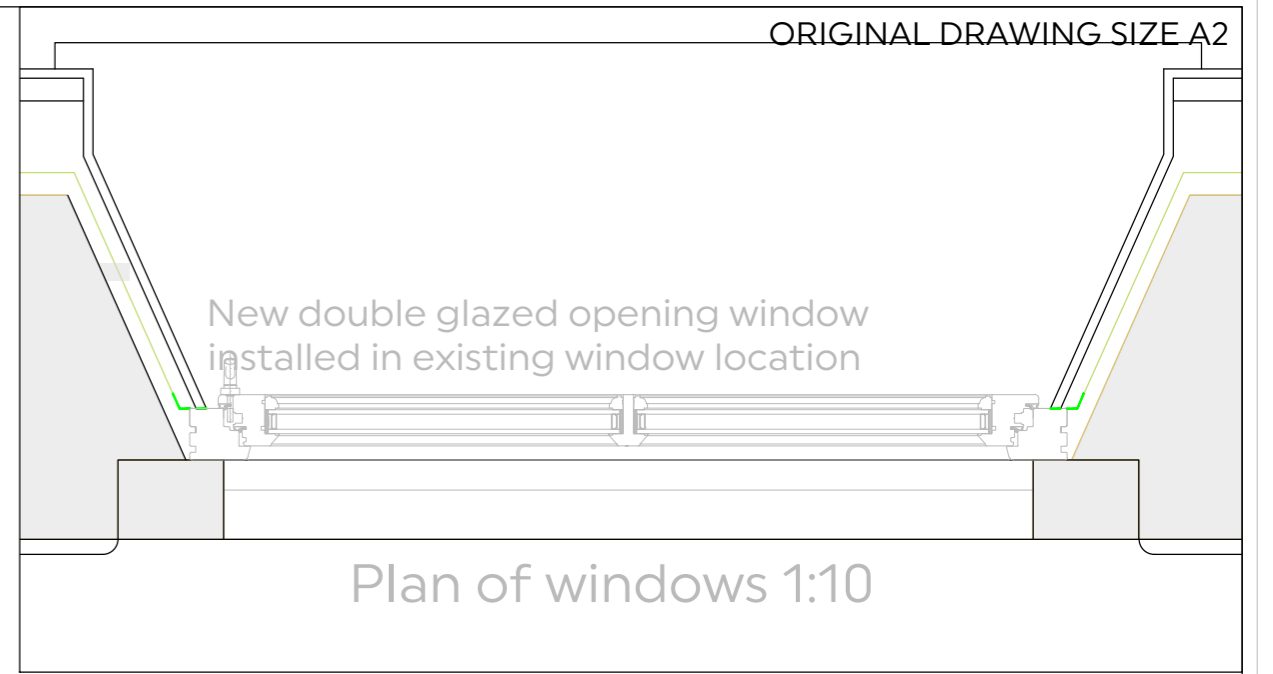 ORIGINAL DRAWING SIZE A2
New double glazed opening window
installed in existing window location
Plan of windows 1:10